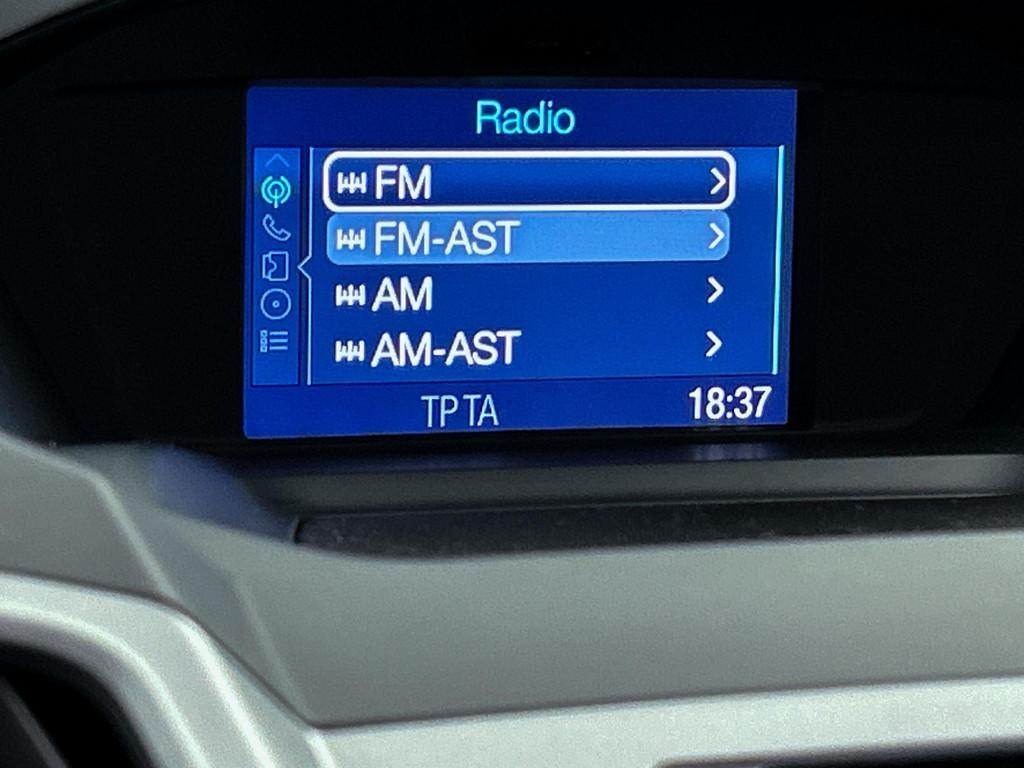 Radio
FM
FM-AST
AM
AM-AST
TP TA 18:37